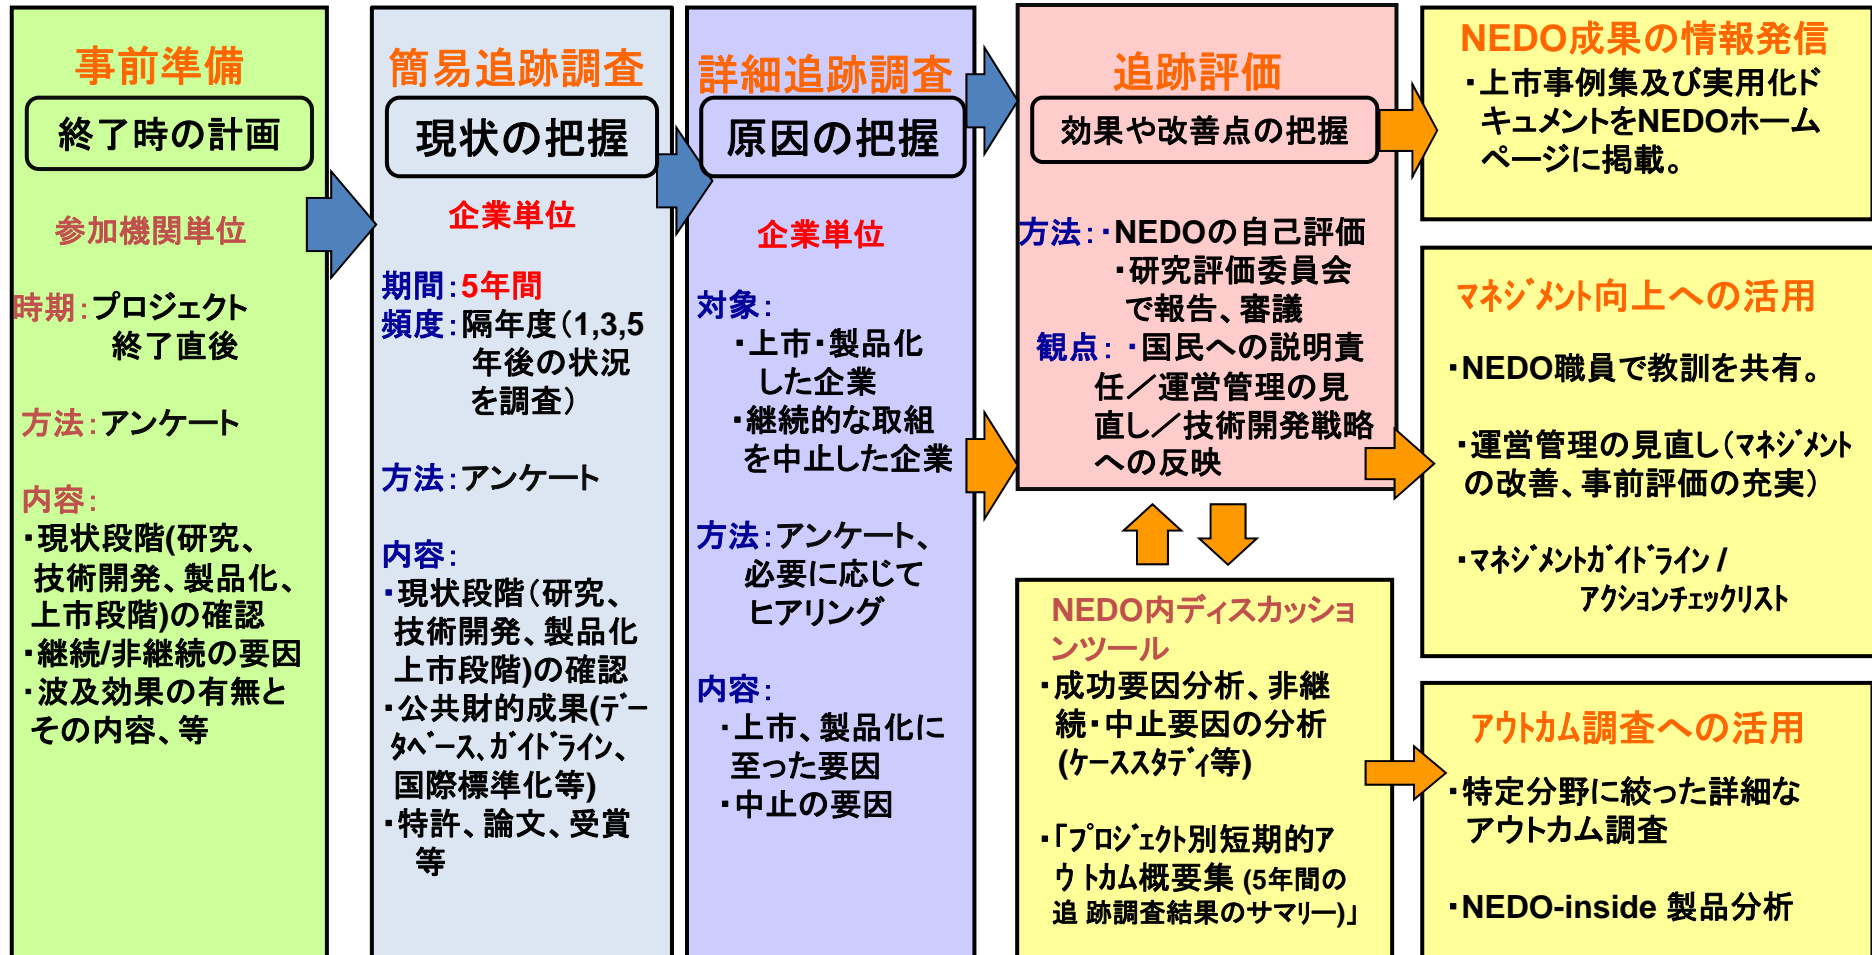 事前準備
終了時の計画
参加機関単位
時期：プロジェクト
終了直後
方法：アンケート
内容：
・現状段階(研究、
技術開発、製品化、
上市段階)の確認
・継続/非継続の要因
・波及効果の有無と
その内容、等
簡易追跡調査
現状の把握
企業単位
期間：5年間
頻度：隔年度（1,3,5
年後の状況
を調査）
方法：アンケート
内容：
・現状段階（研究、
技術開発、製品化
上市段階)の確認
・公共財的成果(ﾃﾞｰ
ﾀﾍﾞｰｽ、ｶﾞｲﾄﾞﾗｲﾝ、
国際標準化等)
・特許、論文、受賞
等
詳細追跡調査
原因の把握
企業単位
対象：
・上市・製品化
した企業
・継続的な取組
を中止した企業
方法：アンケート、
必要に応じて
ヒアリング
内容：
・上市、製品化に
至った要因
・中止の要因
追跡評価
効果や改善点の把握
方法：・NEDOの自己評価
・研究評価委員会
で報告、審議
観点：・国民への説明責
任／運営管理の見
直し／技術開発戦略
への反映
NEDO内ディスカッショ
ンツール
・成功要因分析、非継
続・中止要因の分析
(ｹｰｽｽﾀﾃﾞｨ等)
・「ﾌﾟﾛｼﾞｪｸﾄ別短期的ｱ
ｳﾄｶﾑ概要集 (5年間の
追 跡調査結果のサマリー)」
NEDO成果の情報発信
・上市事例集及び実用化ド
キュメントをNEDOホーム
ページに掲載。
ﾏﾈｼﾞﾒﾝﾄ向上への活用
・NEDO職員で教訓を共有。
・運営管理の見直し（ﾏﾈｼﾞﾒﾝﾄ
の改善、事前評価の充実）
・ﾏﾈｼﾞﾒﾝﾄｶﾞｲﾄﾞﾗｲﾝ /
ｱｸｼｮﾝﾁｪｯｸﾘｽﾄ
ｱｳﾄｶﾑ調査への活用
・特定分野に絞った詳細な
アウトカム調査
・NEDO-inside 製品分析